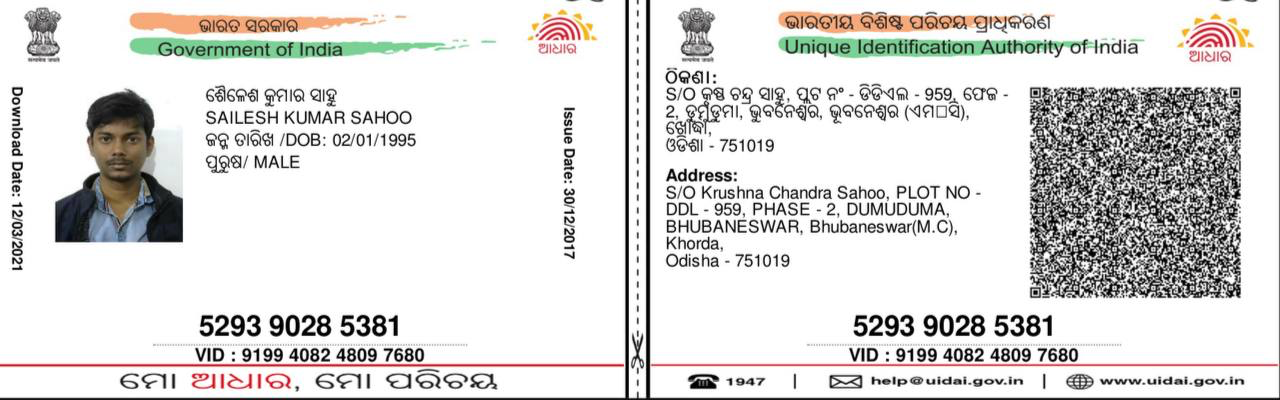 ଭାରତ ସରକାର
Government of India
ଆଧାର
Download Date: 12/03/2021
ଶୈଳେଶ କୁମାର ସାହୁ
SAILESH KUMAR SAHOO
ଜନ୍ମ ତାରିଖ /DOB: 02/01/1995
ପୁରୁଷ/ MALE
Issue Date: 30/12/2017
5293 9028 5381
VID : 9199 4082 4809 7680
ମୋ ଆଧାର, ମୋ ପରିଚୟ
ଭାରତୀୟ ବିଶିଷ୍ଟ ପରିଚୟ ପ୍ରାଧିକରଣ
Unique Identification Authority of India
ଆଧାର
ଠିକଣା:
S/O କୃଷ୍ଣ ଚନ୍ଦ୍ର ସାହୁ, ପ୍ଲଟ ନଂ - ଡିଡିଏଲ - 959, ଫେଜ -
2, ଡୁମୁଡୁମା, ଭୁବନେଶ୍ୱର, ଭୂବନେଶ୍ୱର (ଏମ□ସି),
ଖୋର୍ଦ୍ଧା,
ଓଡିଶା - 751019
Address:
S/O Krushna Chandra Sahoo, PLOT NO -
DDL - 959, PHASE - 2, DUMUDUMA,
BHUBANESWAR, Bhubaneswar(M.C),
Khorda,
Odisha - 751019
5293 9028 5381
VID : 9199 4082 4809 7680
1947 | help@uidai.gov.in | www.uidai.gov.in